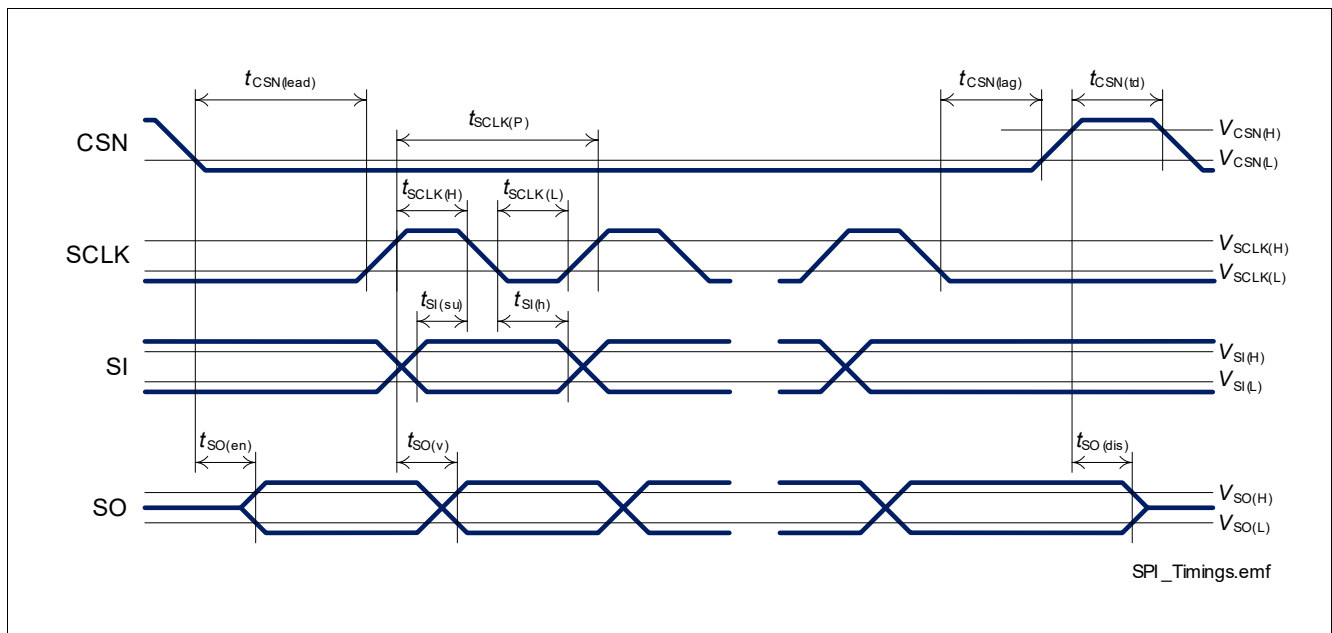 tCSN(lead)
tCSN(lag)
tCSN(td)
tSCLK(P)
CSN
VCSN(H)
VCSN(L)
tSCLK(H)
tSCLK(L)
SCLK
VSCLK(H)
VSCLK(L)
tSI(su)
tSI(h)
SI
VSI(H)
VSI(L)
tSO(en)
tSO(v)
tSO(dis)
SO
VSO(H)
VSO(L)
SPI_Timings.emf